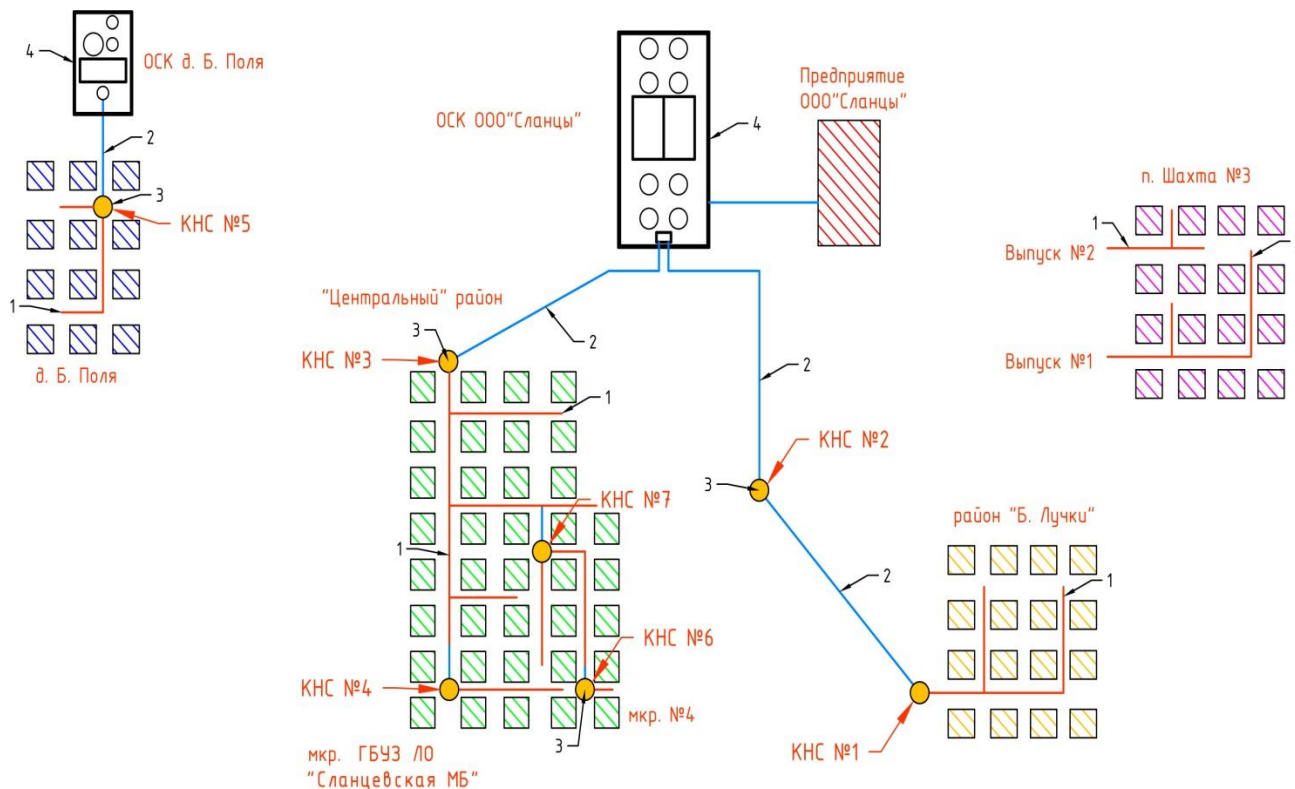 4
ОСК д. Б. Поля
2
3
КНС №5
1
д. Б. Поля
ОСК ООО"Сланцы"
4
Предприятие
ООО"Сланцы"
п. Шахта №3
1
Выпуск №2
Выпуск №1
"Центральный" район
3
КНС №3
2
1
2
КНС №2
3
КНС №7
1
КНС №6
КНС №4
3
мкр. №4
мкр. ГБУЗ ЛО
"Сланцевская МБ"
район "Б. Лучки"
2
1
КНС №1